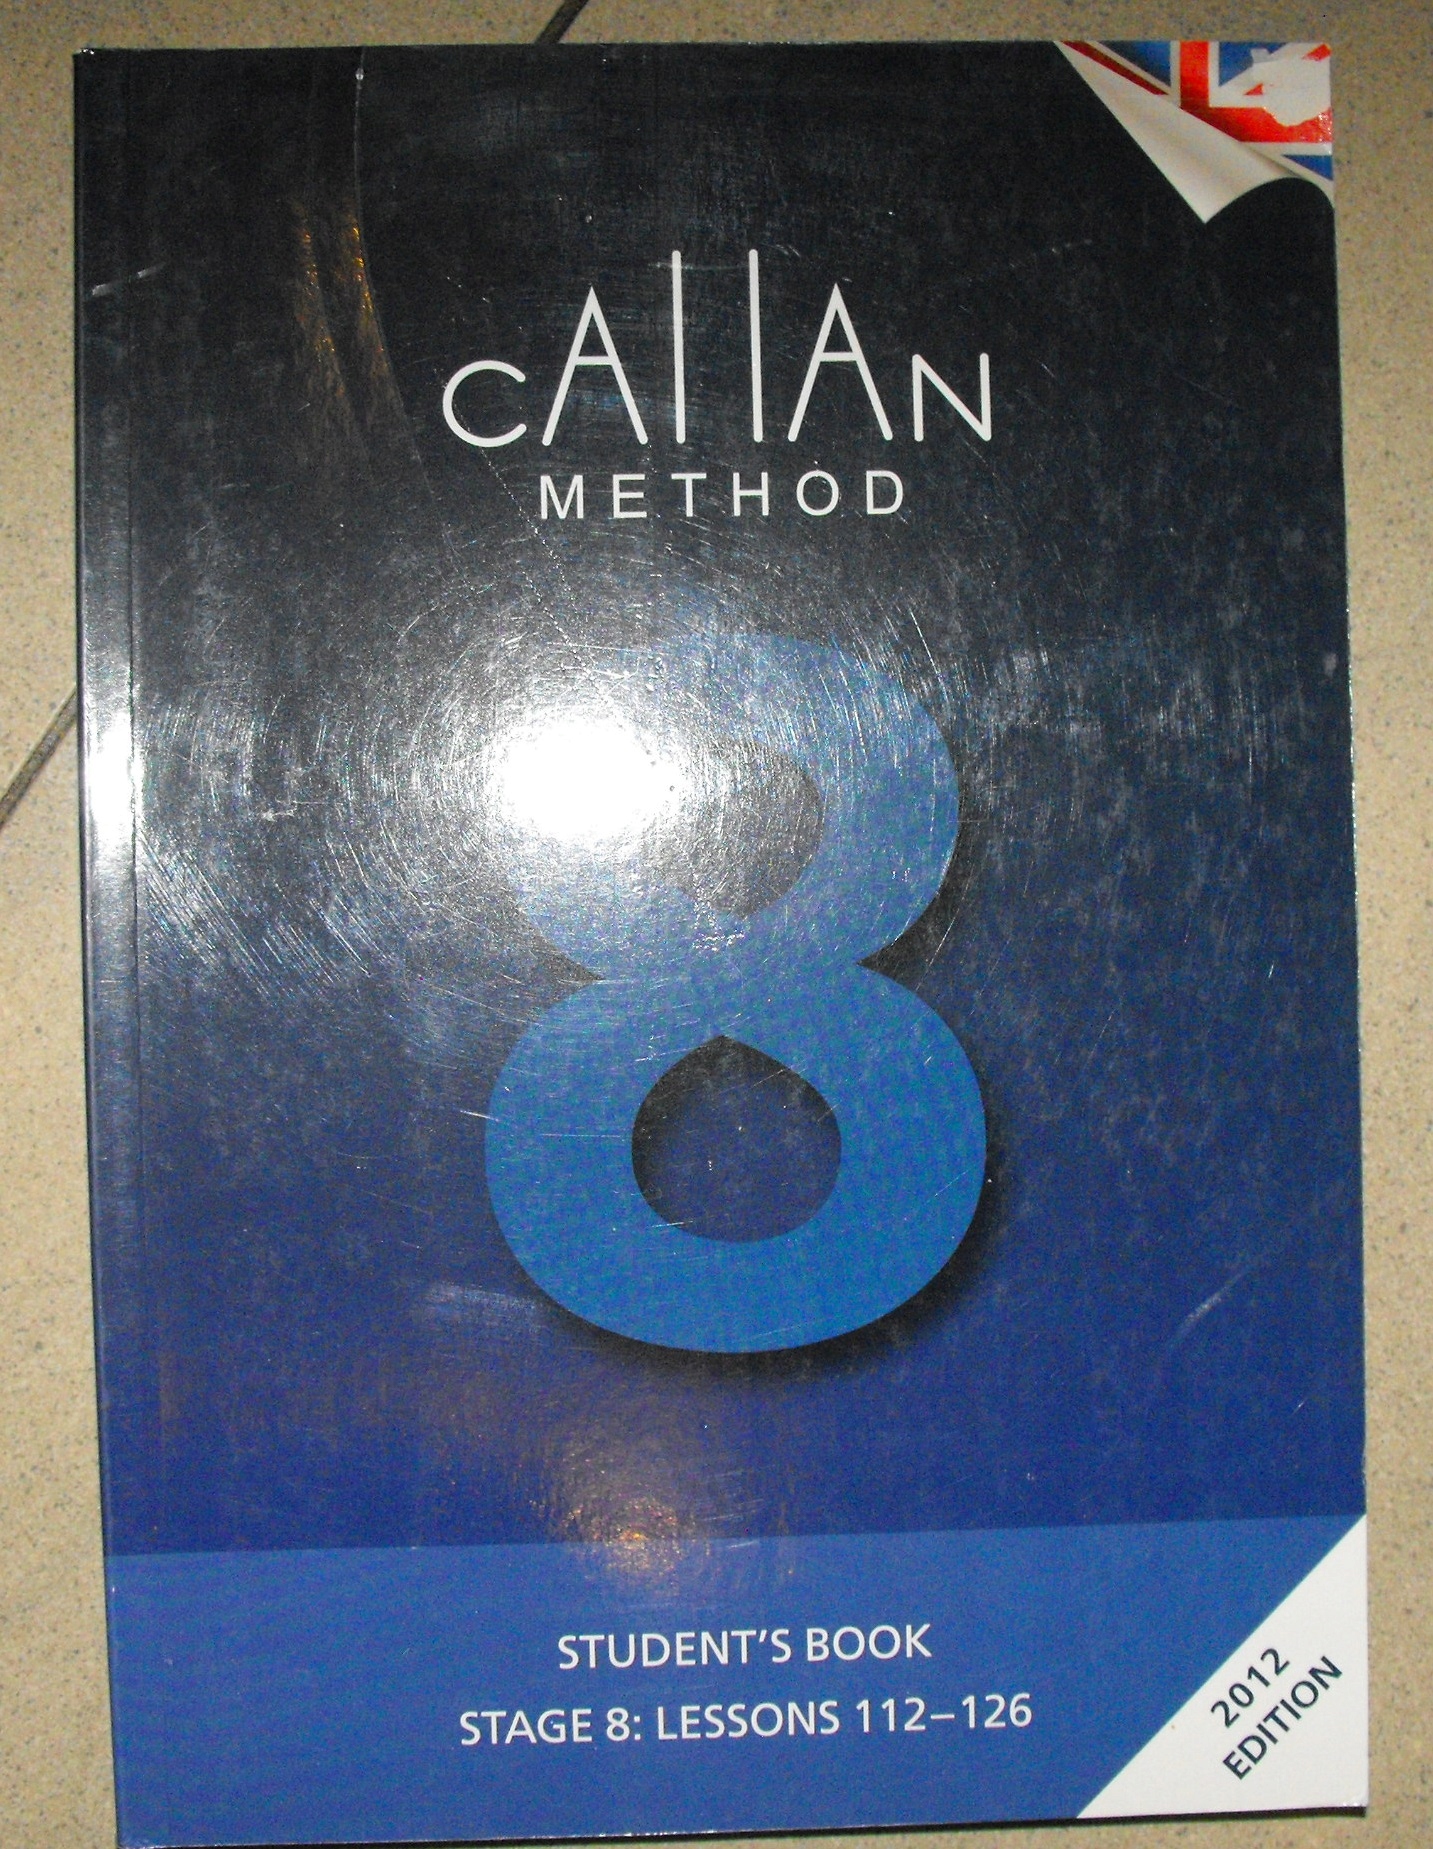 CAllAN
METHOD
8
STUDENT'S BOOK
STAGE 8: LESSONS 112–126
2012
EDITION